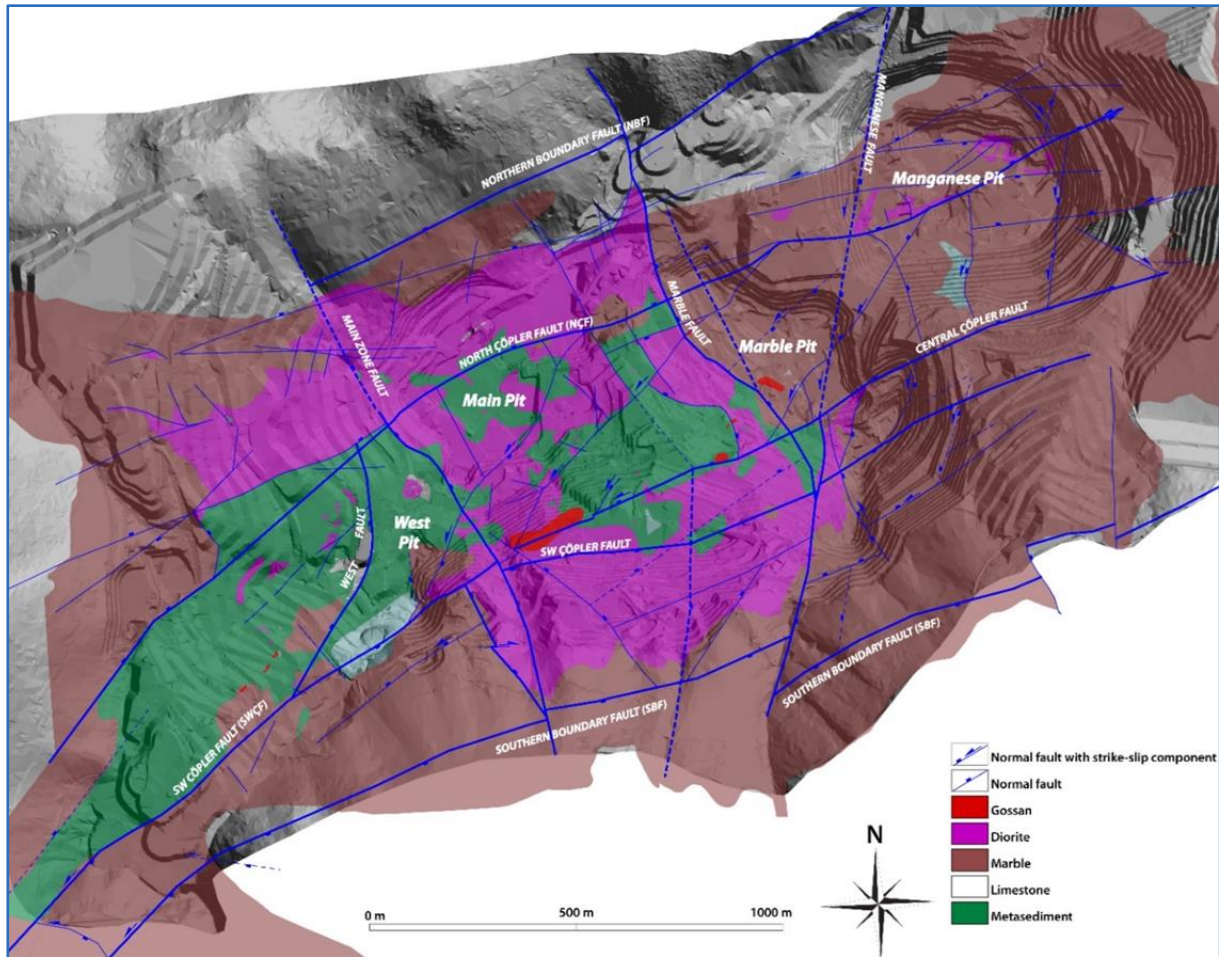 NORTHERN BOUNDARY FAULT (NBF)
MANGANESE FAULT
Manganese Pit
MAIN ZONE FAULT
NORTH ÇÖPLER FAULT (NÇF)
MARBLE FAULT
Marble Pit
CENTRAL ÇÖPLER FAULT
Main Pit
West
Pit
WEST FAULT
SW ÇÖPLER FAULT
SW ÇÖPLER FAULT (SWÇF)
SOUTHERN BOUNDARY FAULT (SBF)
SOUTHERN BOUNDARY FAULT (SBF)
Normal fault with strike-slip component
Normal fault
Gossan
Diorite
Marble
Limestone
Metasediment
N
0 m
500 m
1000 m